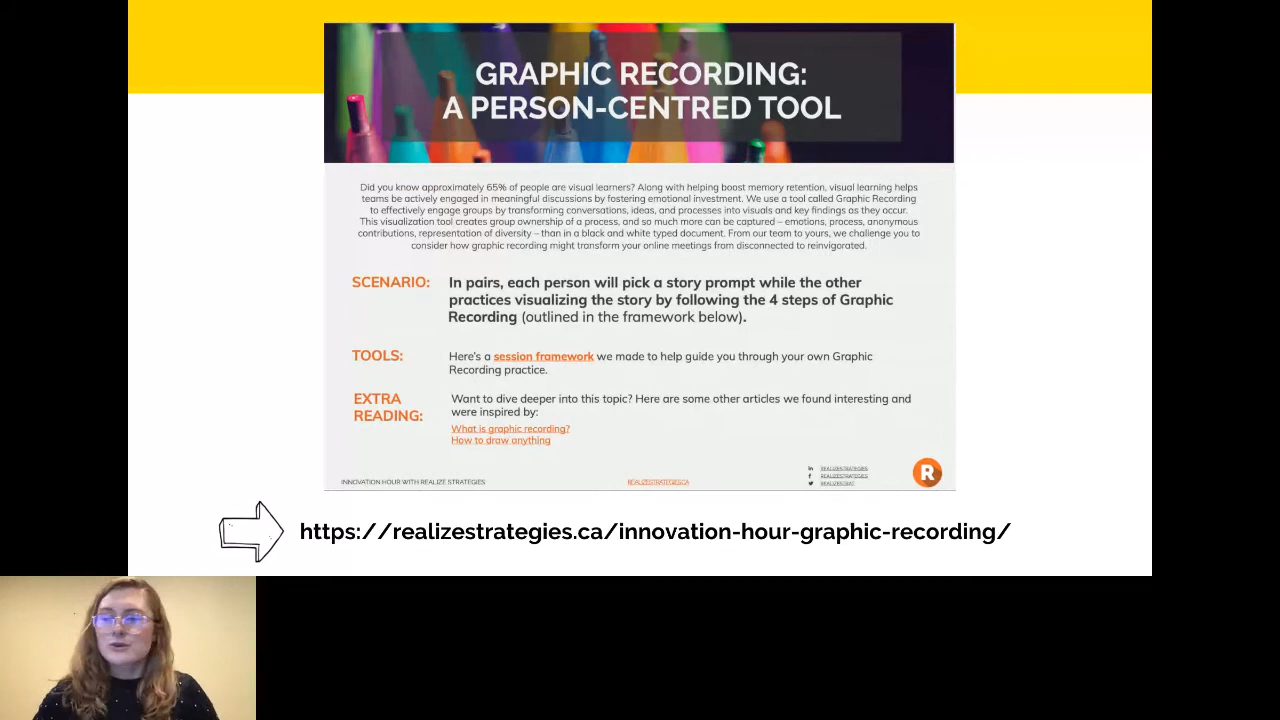 GRAPHIC RECORDING:
A PERSON-CENTRED TOOL
Did you know approximately 65% of people are visual learners? Along with helping boost memory retention, visual learning helps
teams be actively engaged in meaningful discussions by fostering emotional investment. We use a tool called Graphic Recording
to effectively engage groups by transforming conversations, ideas, and processes into visuals and key findings as they occur.
This visualization tool creates group ownership of a process, and so much more can be captured – emotions, process, anonymous
contributions, representation of diversity – than in a black and white typed document. From our team to yours, we challenge you to
consider how graphic recording might transform your online meetings from disconnected to reinvigorated.
SCENARIO:
In pairs, each person will pick a story prompt while the other
practices visualizing the story by following the 4 steps of Graphic
Recording (outlined in the framework below).
TOOLS:
Here's a session framework we made to help guide you through your own Graphic
Recording practice.
EXTRA
READING:
Want to dive deeper into this topic? Here are some other articles we found interesting and
were inspired by:
What is graphic recording?
How to draw anything
INNOVATION HOUR WITH REALIZE STRATEGIES
REALIZESTRATEGIES.CA
in REALIZESTRATEGIES
f REALIZESTRATEGIES
REALIZESTRAT
R
https://realizestrategies.ca/innovation-hour-graphic-recording/